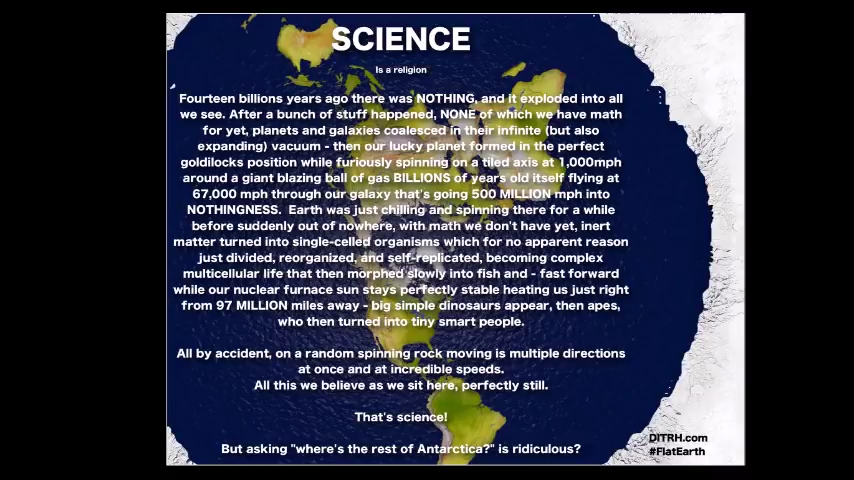 SCIENCE
Is a religion
Fourteen billions years ago there was NOTHING, and it exploded into all
we see. After a bunch of stuff happened, NONE of which we have math
for yet, planets and galaxies coalesced in their infinite (but also
expanding) vacuum - then our lucky planet formed in the perfect
goldilocks position while furiously spinning on a tiled axis at 1,000mph
around a giant blazing ball of gas BILLIONS of years old itself flying at
67,000 mph through our galaxy that's going 500 MILLION mph into
NOTHINGNESS. Earth was just chilling and spinning there for a while
before suddenly out of nowhere, with math we don't have yet, inert
matter turned into single-celled organisms which for no apparent reason
just divided, reorganized, and self-replicated, becoming complex
multicellular life that then morphed slowly into fish and - fast forward
while our nuclear furnace sun stays perfectly stable heating us just right
from 97 MILLION miles away - big simple dinosaurs appear, then apes,
who then turned into tiny smart people.
All by accident, on a random spinning rock moving is multiple directions
at once and at incredible speeds.
All this we believe as we sit here, perfectly still.
That's science!
But asking "where's the rest of Antarctica?" is ridiculous?
DITRH.com
#FlatEarth